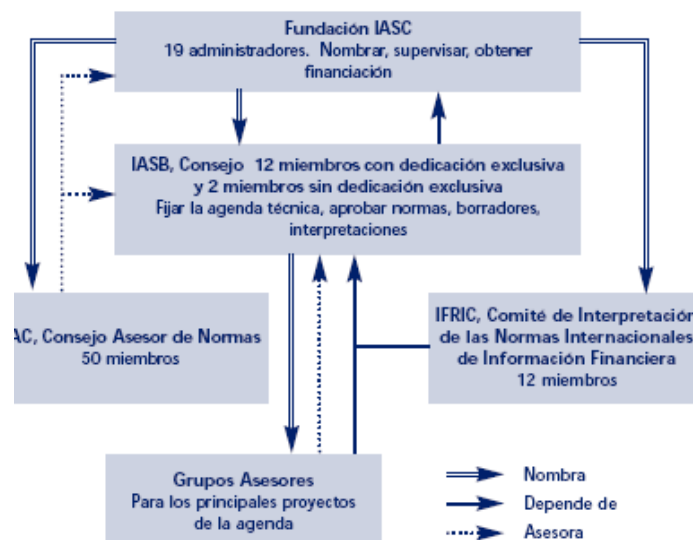 Fundación IASC
19 administradores. Nombrar, supervisar, obtener
financiación
IASB, Consejo 12 miembros con dedicación exclusiva
y 2 miembros sin dedicación exclusiva
Fijar la agenda técnica, aprobar normas, borradores,
interpretaciones
AC, Consejo Asesor de Normas
50 miembros
IFRIC, Comité de Interpretación
de las Normas Internacionales
de Información Financiera
12 miembros
Grupos Asesores
Para los principales proyectos
de la agenda
Nombra
Depende de
Asesora